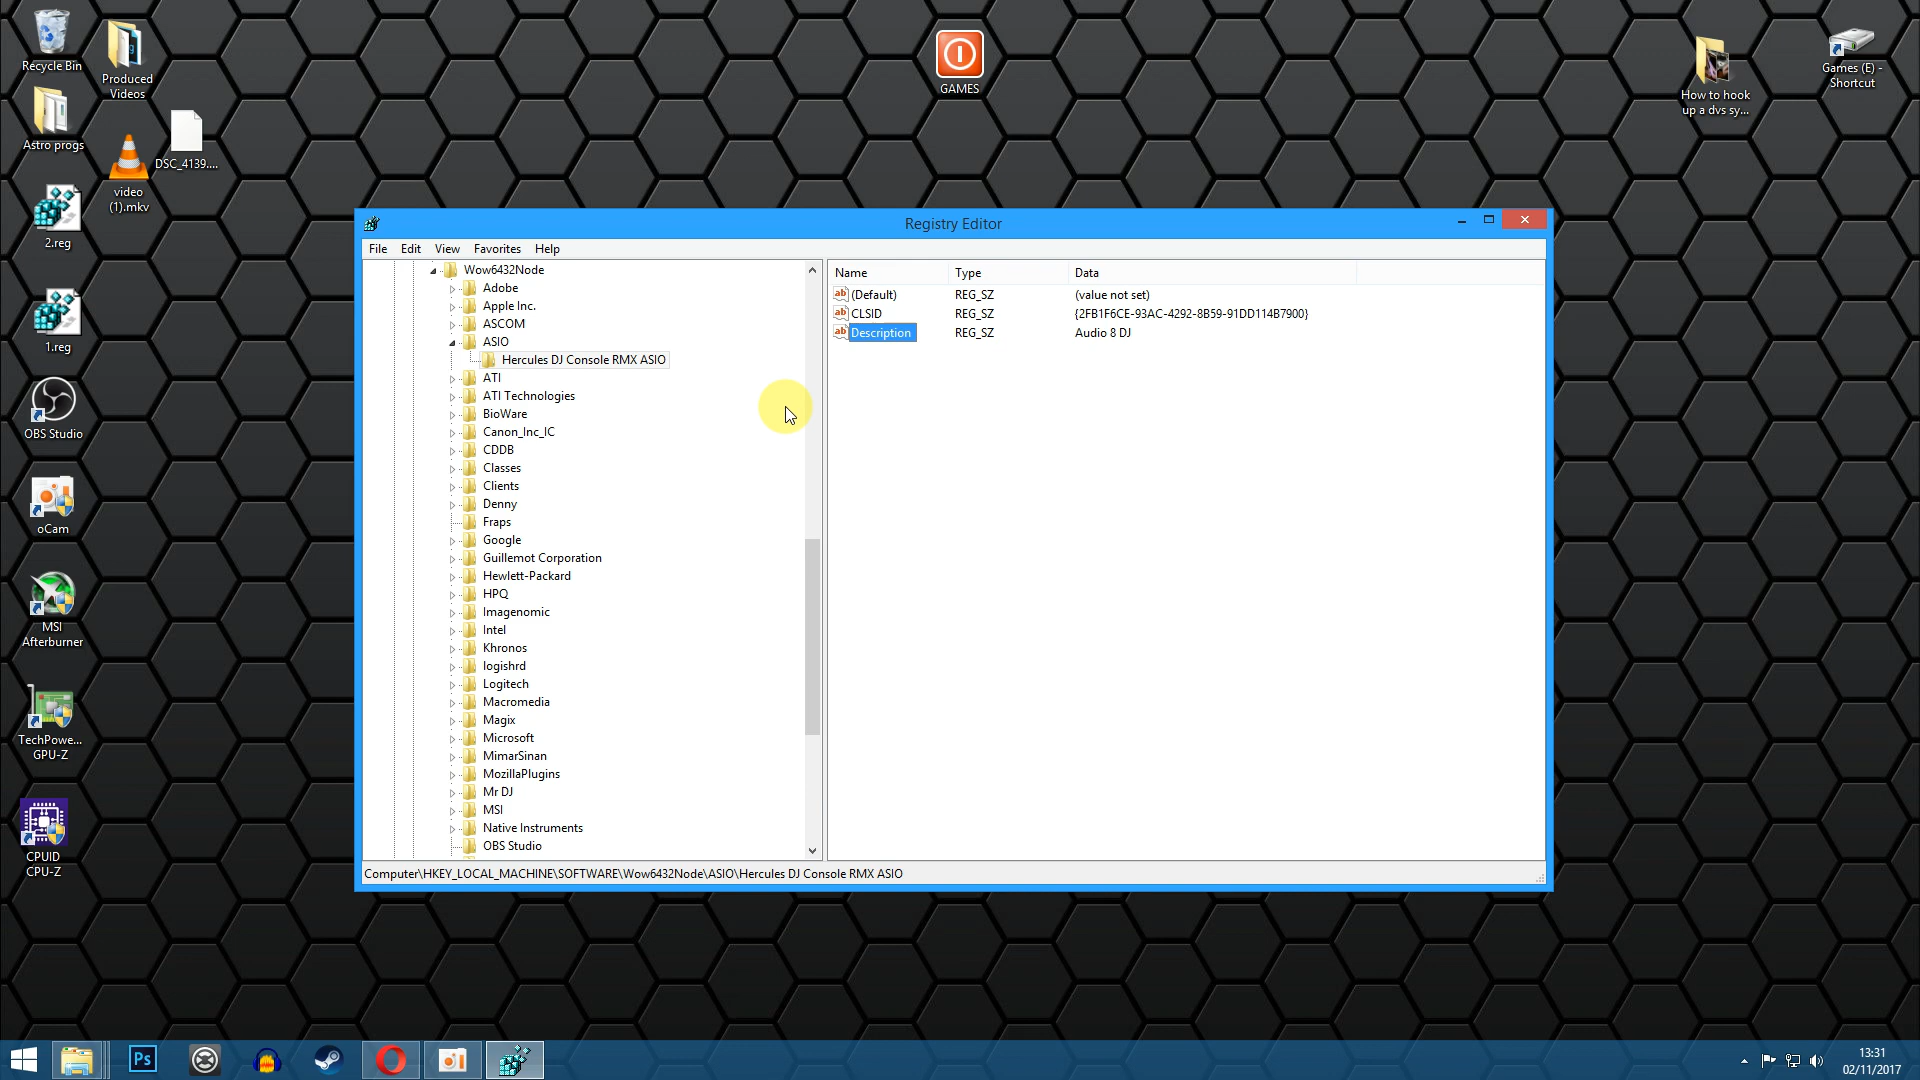 Recycle Bin
Produced
Videos
Astro progs
DSC_4139....
video
(1).mkv
2.reg
1.reg
OBS Studio
oCam
MSI
Afterburner
TechPowe...
GPU-Z
CPUID
CPU-Z
GAMES
How to hook
up a dvs sy...
Games (E) -
Shortcut
Registry Editor
File Edit View Favorites Help
Wow6432Node
Adobe
Apple Inc.
ASCOM
ASIO
Hercules DJ Console RMX ASIO
ATI
ATI Technologies
BioWare
Canon_Inc_IC
CDDB
Classes
Clients
Denny
Fraps
Google
Guillemot Corporation
Hewlett-Packard
HPQ
Imagenomic
Intel
Khronos
logishrd
Logitech
Macromedia
Magix
Microsoft
MimarSinan
MozillaPlugins
Mr DJ
MSI
Native Instruments
OBS Studio
Name Type Data
ab (Default) REG_SZ (value not set)
ab CLSID REG_SZ {2FB1F6CE-93AC-4292-8B59-91DD114B7900}
ab Description REG_SZ Audio 8 DJ
Computer\HKEY_LOCAL_MACHINE\SOFTWARE\Wow6432Node\ASIO\Hercules DJ Console RMX ASIO
Ps
13:31
02/11/2017